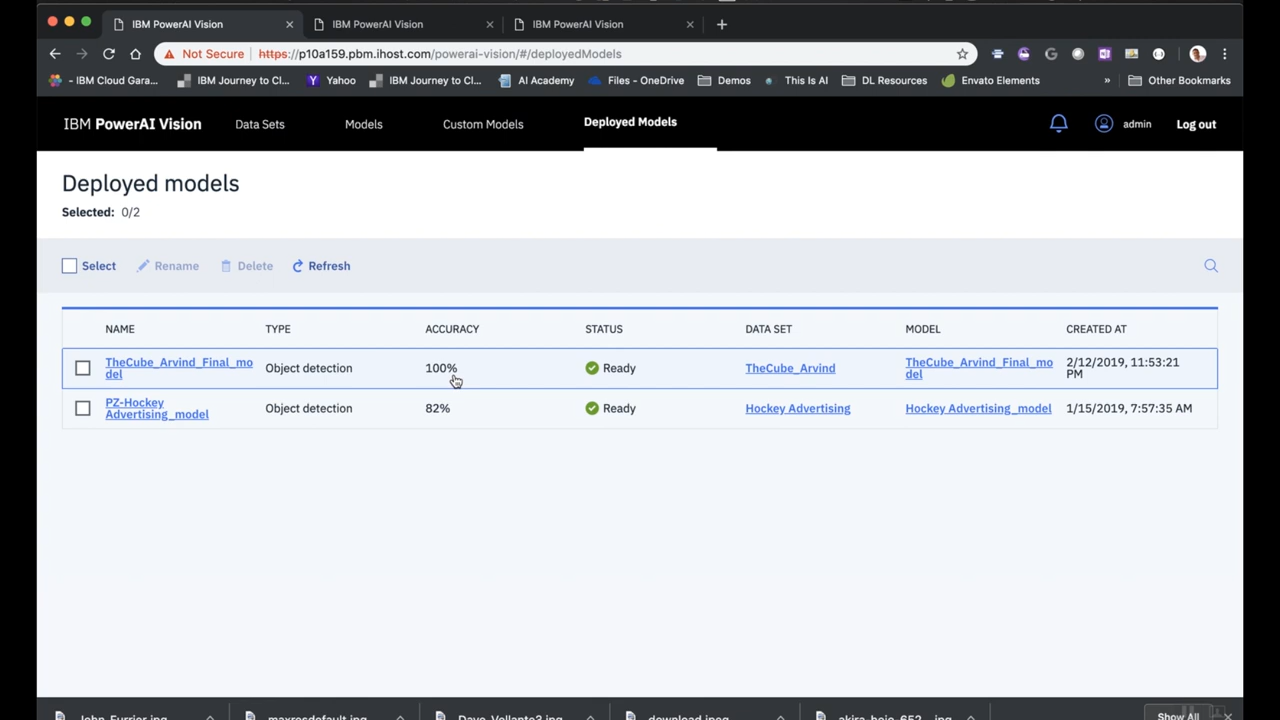 IBM PowerAI Vision
IBM PowerAI Vision
IBM PowerAI Vision
Not Secure https://p10a159.pbm.ihost.com/powerai-vision/#/deployedModels
- IBM Cloud Gara... IBM Journey to Cl... Yahoo IBM Journey to Cl... AI Academy Files - OneDrive Demos This Is AI DL Resources Envato Elements » Other Bookmarks
IBM PowerAI Vision Data Sets Models Custom Models Deployed Models admin Log out
Deployed models
Selected: 0/2
Select Rename Delete Refresh
NAME TYPE ACCURACY STATUS DATA SET MODEL CREATED AT
TheCube_Arvind_Final_mo
del
Object detection 100% Ready TheCube_Arvind
TheCube_Arvind_Final_mo
del
2/12/2019, 11:53:21
PM
PZ-Hockey
Advertising_model
Object detection 82% Ready Hockey Advertising Hockey Advertising_model 1/15/2019, 7:57:35 AM
John_Furrier.jpg maxresdefault.jpg Dave_Vellante3.jpg download.jpeg Show All